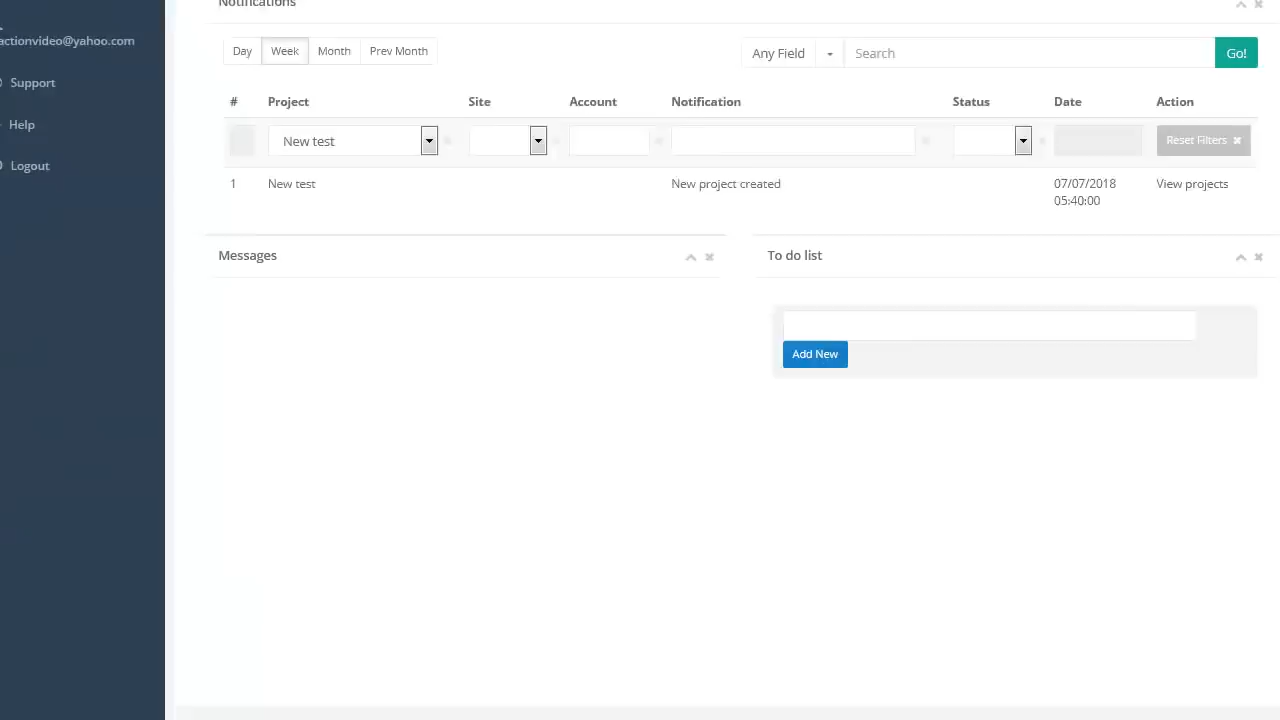 Notifications
actionvideo@yahoo.com
Support
Help
Logout
Day Week Month Prev Month
Any Field Search Go!
# Project Site Account Notification Status Date Action
New test Reset Filters
1 New test New project created 07/07/2018 05:40:00 View projects
Messages
To do list
Add New